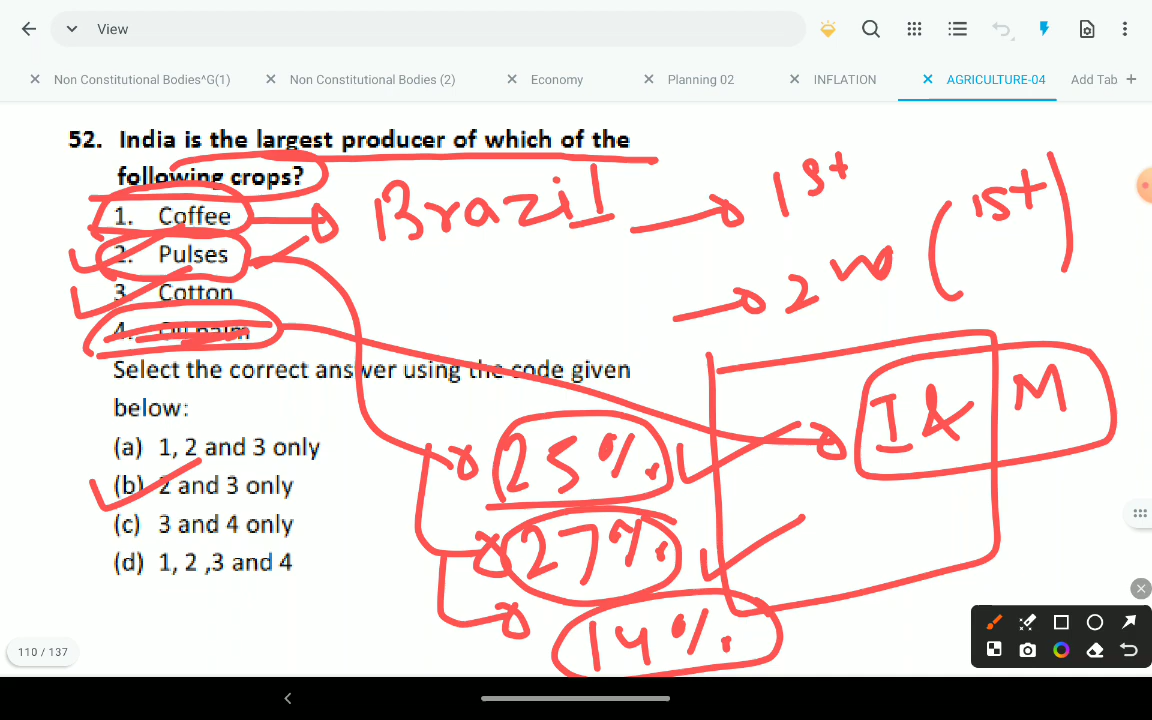 View
Non Constitutional Bodies^G(1)
Non Constitutional Bodies (2)
Economy
Planning 02
INFLATION
AGRICULTURE-04
Add Tab
52. India is the largest producer of which of the
following crops?
1. Coffee
Brazil
1st
2. Pulses
2nd (1st)
3. Cotton
4. Oil palm
I & M
Select the correct answer using the code given
below:
(a) 1, 2 and 3 only
25%.
(b) 2 and 3 only
(c) 3 and 4 only
27%.
(d) 1, 2 ,3 and 4
14%.
110 / 137